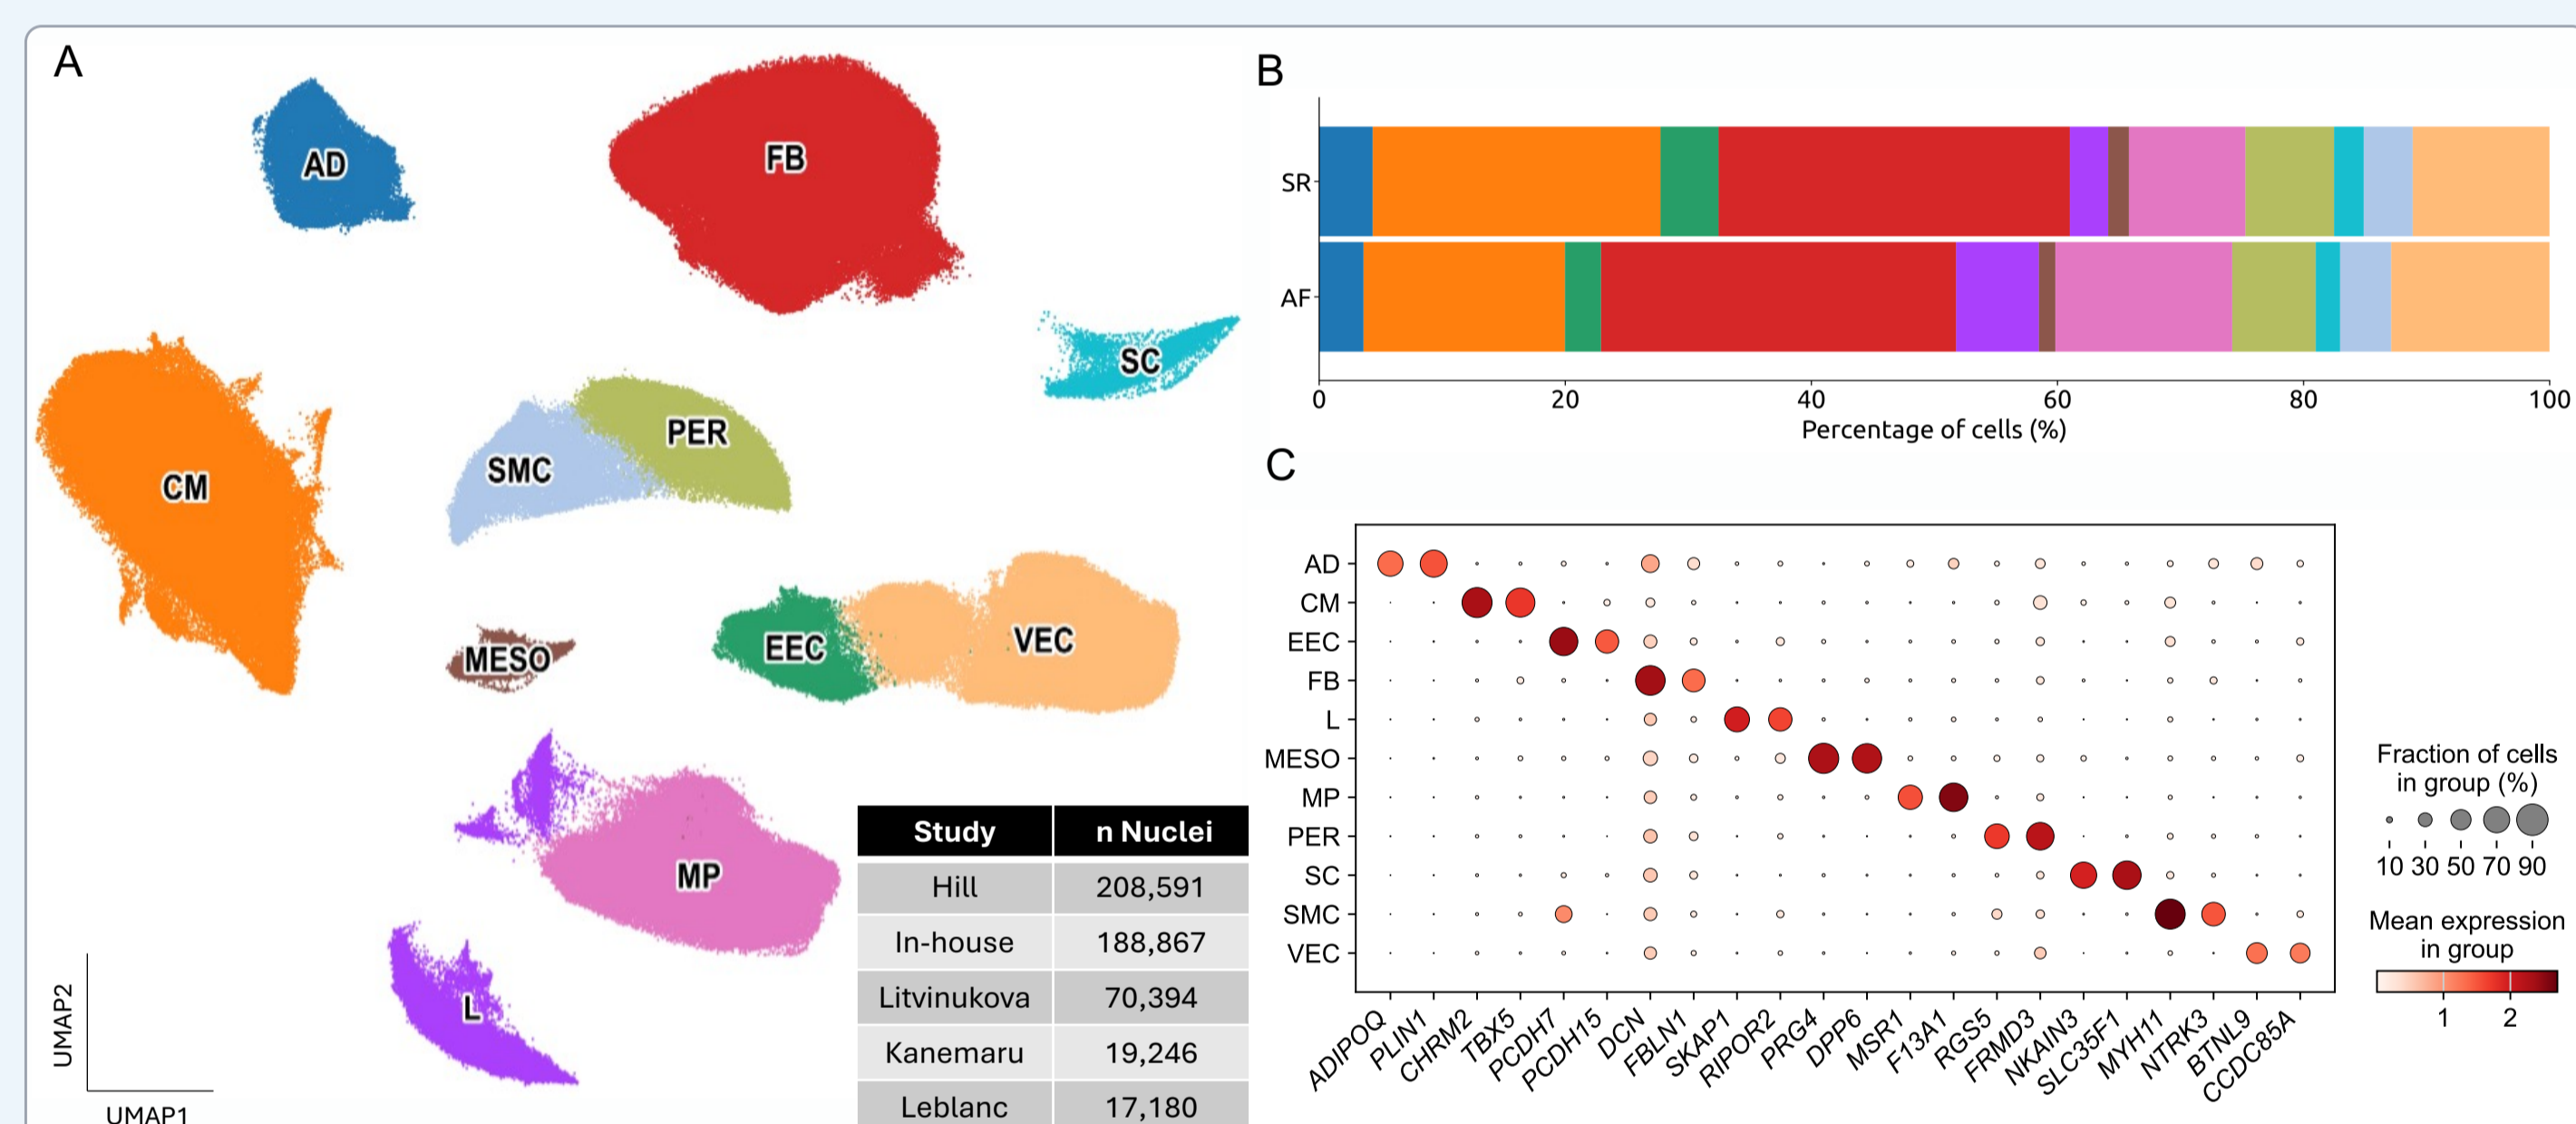 A
AD
FB
SC
CM
SMC
PER
MESO
EEC
VEC
MP
L
UMAP2
UMAP1
Study n Nuclei
Hill 208,591
In-house 188,867
Litvinukova 70,394
Kanemaru 19,246
Leblanc 17,180
B
SR
AF
0 20 40 60 80 100
Percentage of cells (%)
C
AD
CM
EEC
FB
L
MESO
MP
PER
SC
SMC
VEC
ADIPOQ PLIN1 CHRM2 TBX5 PCDH7 PCDH15 DCN FBLN1 SKAP1 RIPOR2 PRG4 DPP6 MSR1 F13A1 RGS5 FRMD3 NKAIN3 SLC35F1 MYH11 NTRK3 BTNL9 CCDC85A
Fraction of cells
in group (%)
10 30 50 70 90
Mean expression
in group
1 2